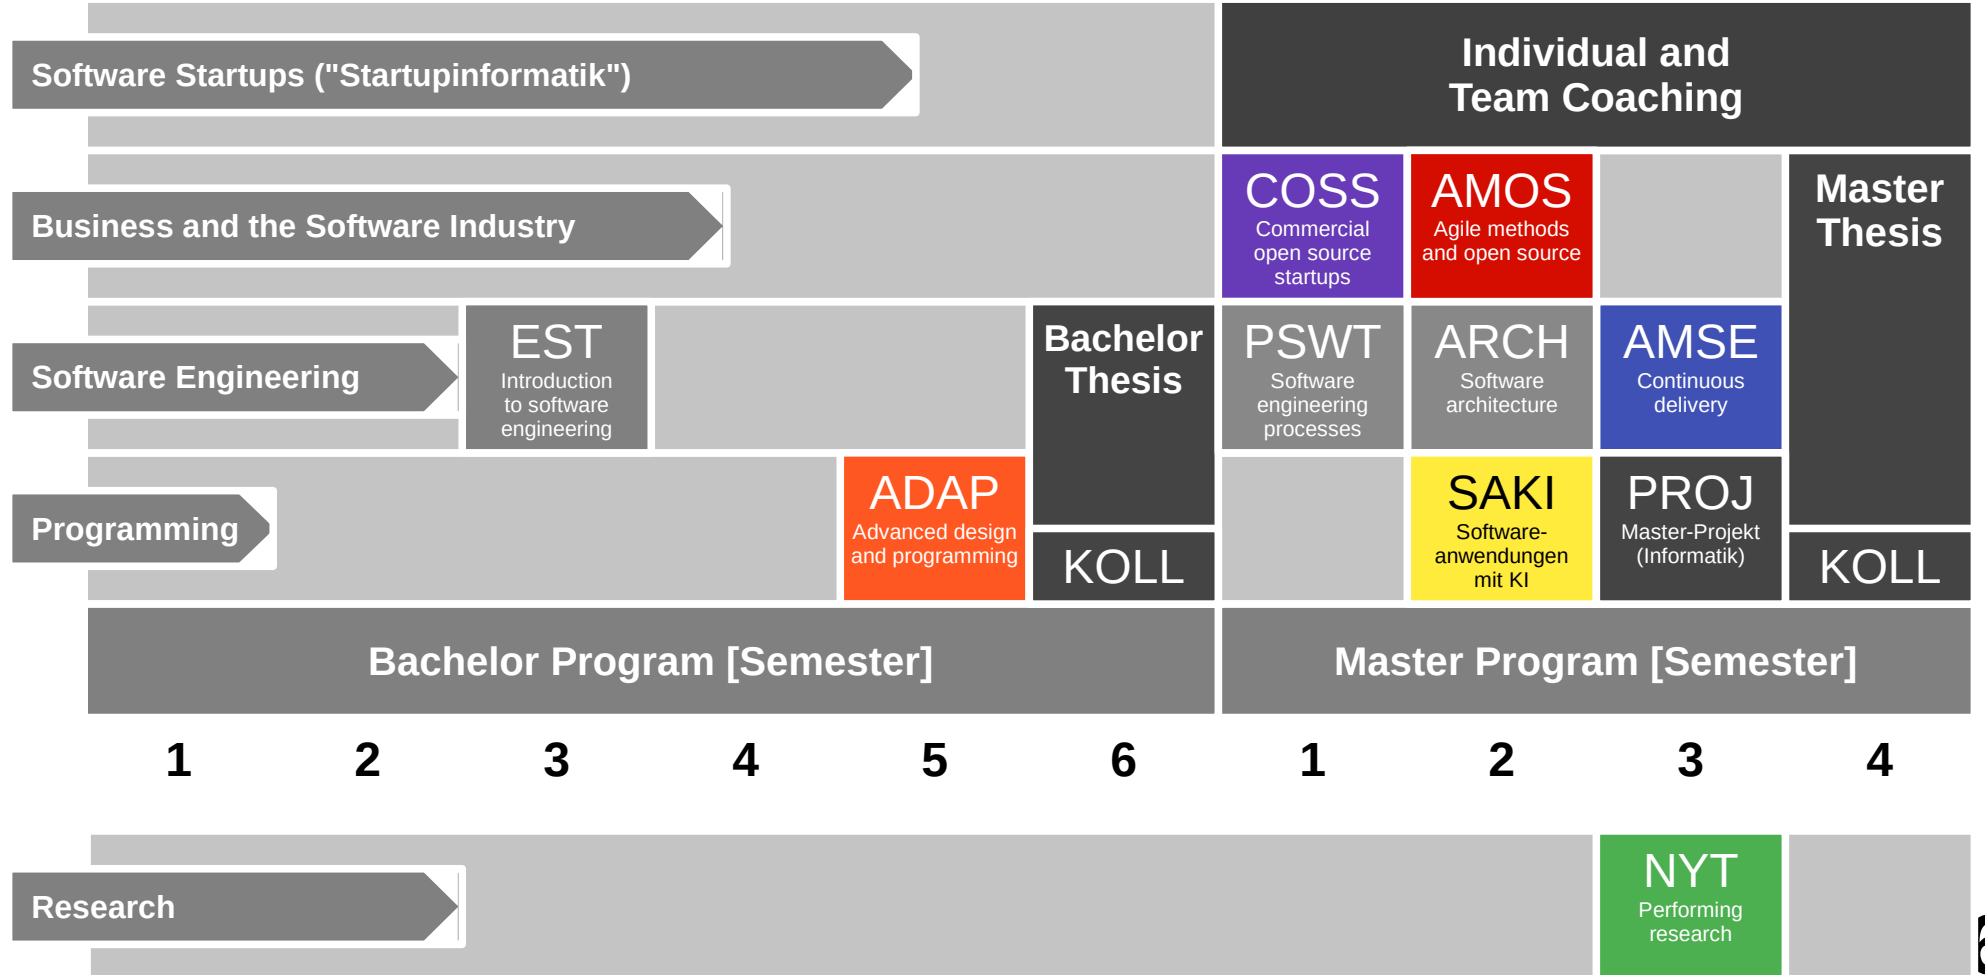 Software Startups ("Startupinformatik")
Individual and
Team Coaching
Business and the Software Industry
COSS
Commercial
open source
startups
AMOS
Agile methods
and open source
Master
Thesis
Software Engineering
EST
Introduction
to software
engineering
Bachelor
Thesis
PSWT
Software
engineering
processes
ARCH
Software
architecture
AMSE
Continuous
delivery
Programming
ADAP
Advanced design
and programming
KOLL
SAKI
Software-
anwendungen
mit KI
PROJ
Master-Projekt
(Informatik)
KOLL
Bachelor Program [Semester]
Master Program [Semester]
1 2 3 4 5 6 1 2 3 4
Research
NYT
Performing
research